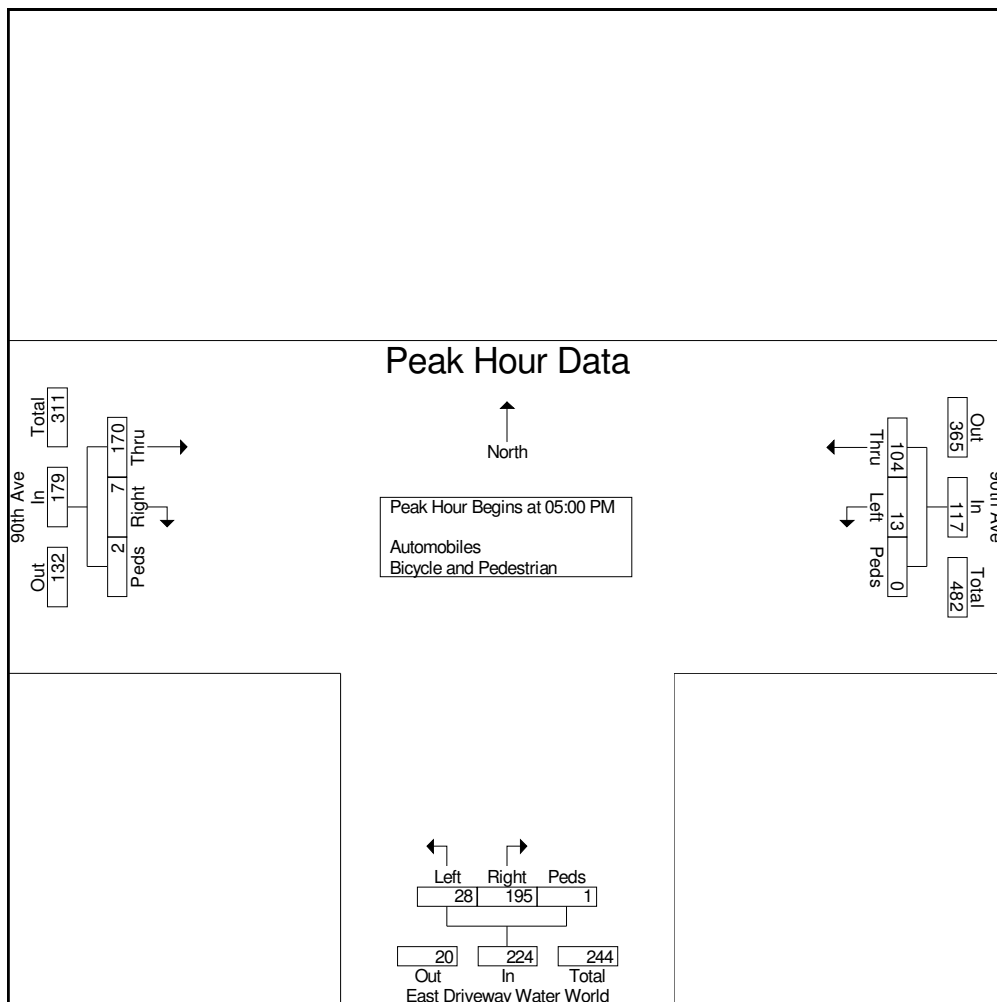 Peak Hour Data
North
Peak Hour Begins at 05:00 PM
Automobiles
Bicycle and Pedestrian
90th Ave
Out In Total
132 179 311
Peds Right Thru
2 7 170
90th Ave
Out In Total
365 117 482
Thru Left Peds
104 13 0
Left Right Peds
28 195 1
20 224 244
Out In Total
East Driveway Water World